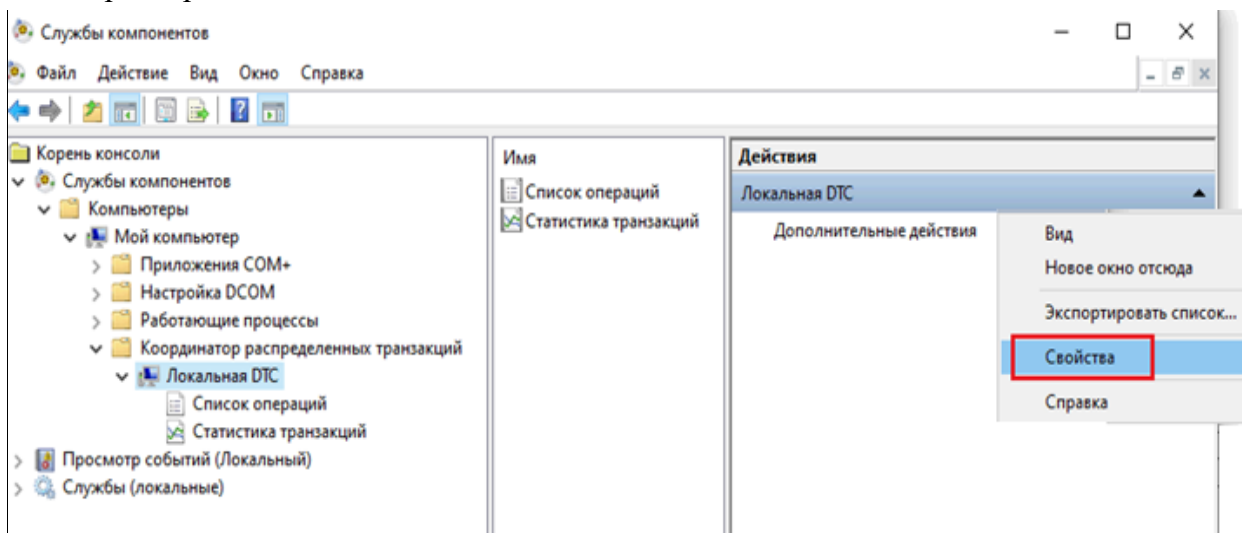 Службы компонентов
Файл Действие Вид Окно Справка
Корень консоли
Службы компонентов
Компьютеры
Мой компьютер
Приложения COM+
Настройка DCOM
Работающие процессы
Координатор распределенных транзакций
Локальная DTC
Список операций
Статистика транзакций
Просмотр событий (Локальный)
Службы (локальные)
Имя
Список операций
Статистика транзакций
Действия
Локальная DTC
Дополнительные действия
Вид
Новое окно отсюда
Экспортировать список...
Свойства
Справка